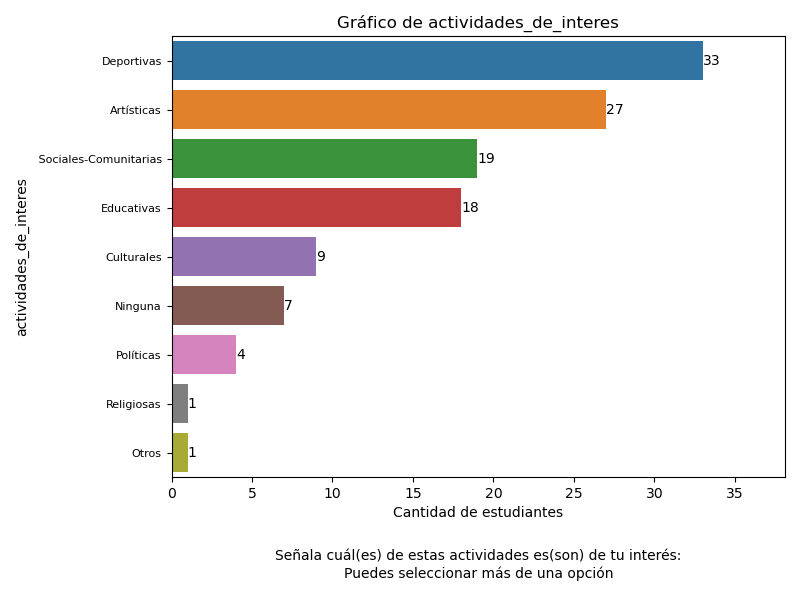 Gráfico de actividades_de_interes
actividades_de_interes
Deportivas
33
Artísticas
27
Sociales-Comunitarias
19
Educativas
18
Culturales
9
Ninguna
7
Políticas
4
Religiosas
1
Otros
1
0 5 10 15 20 25 30 35
Cantidad de estudiantes
Señala cuál(es) de estas actividades es(son) de tu interés:
Puedes seleccionar más de una opción